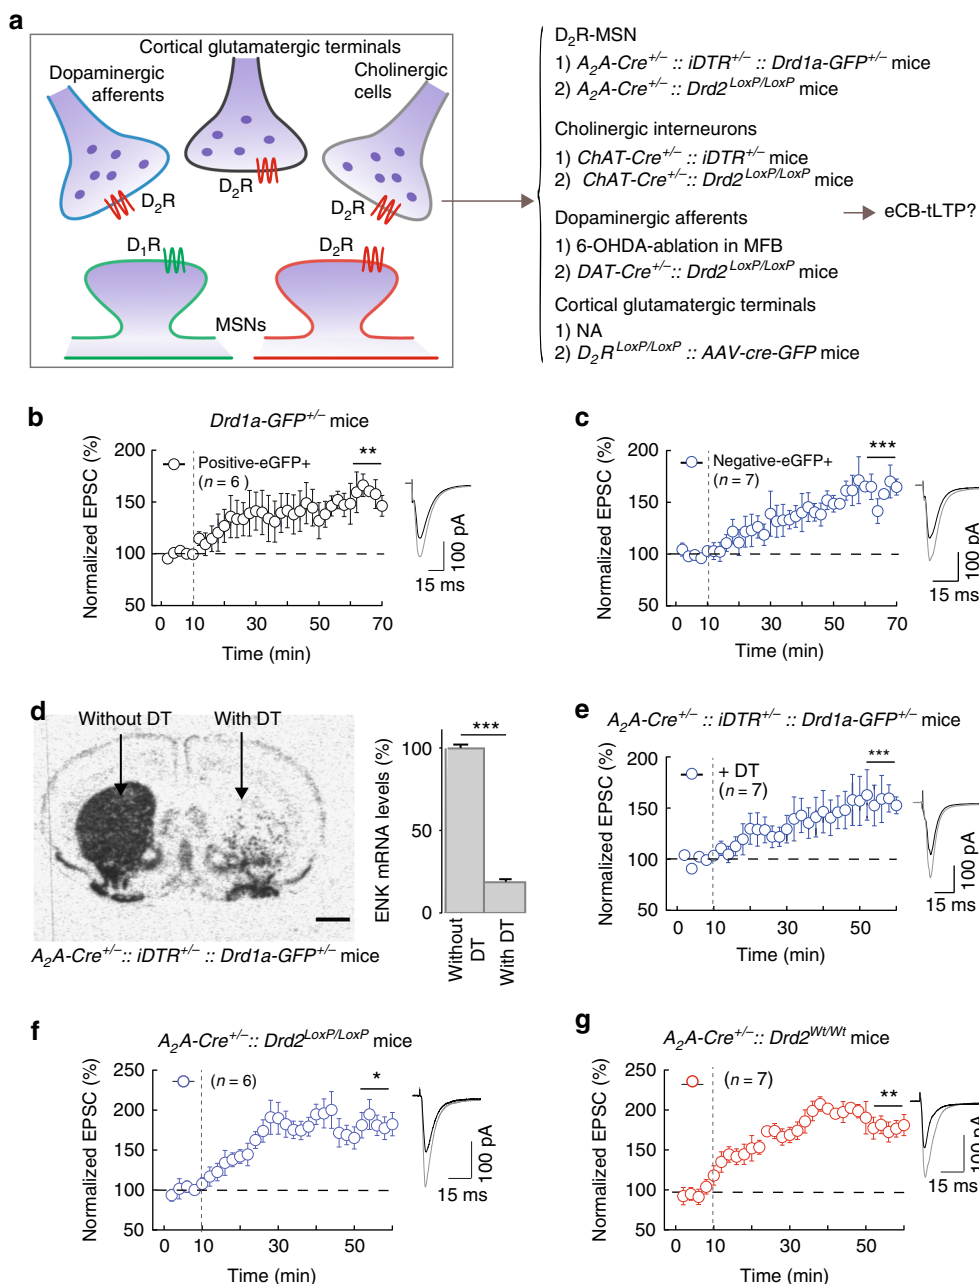 a
Cortical glutamatergic terminals
Dopaminergic
afferents
Cholinergic
cells
D2R
D2R
D2R
D1R
D2R
MSNs
D2R-MSN
1) A2A-Cre+/- :: iDTR+/- :: Drd1a-GFP+/- mice
2) A2A-Cre+/- :: Drd2LoxP/LoxP mice
Cholinergic interneurons
1) ChAT-Cre+/- :: iDTR+/- mice
2) ChAT-Cre+/-:: Drd2LoxP/LoxP mice
Dopaminergic afferents
1) 6-OHDA-ablation in MFB
2) DAT-Cre+/-:: Drd2LoxP/LoxP mice
Cortical glutamatergic terminals
1) NA
2) D2RLoxP/LoxP :: AAV-cre-GFP mice
eCB-tLTP?
b
Drd1a-GFP+/– mice
Normalized EPSC (%)
200
150
100
50
Positive-eGFP+
(n = 6)
**
100 pA
15 ms
0 10 30 50 70
Time (min)
c
Normalized EPSC (%)
200
150
100
50
Negative-eGFP+
(n = 7)
***
100 pA
15 ms
0 10 30 50 70
Time (min)
d
Without DT
With DT
A2A-Cre+/–:: iDTR+/– :: Drd1a-GFP+/– mice
ENK mRNA levels (%)
100
50
0
***
Without
DT
With DT
e
A2A-Cre+/– :: iDTR+/– :: Drd1a-GFP+/– mice
Normalized EPSC (%)
200
150
100
50
+ DT
(n = 7)
***
100 pA
15 ms
0 10 30 50
Time (min)
f
A2A-Cre+/–:: Drd2LoxP/LoxP mice
Normalized EPSC (%)
250
200
150
100
50
(n = 6)
*
100 pA
15 ms
0 10 30 50
Time (min)
g
A2A-Cre+/–:: Drd2Wt/Wt mice
Normalized EPSC (%)
250
200
150
100
50
(n = 7)
**
100 pA
15 ms
0 10 30 50
Time (min)